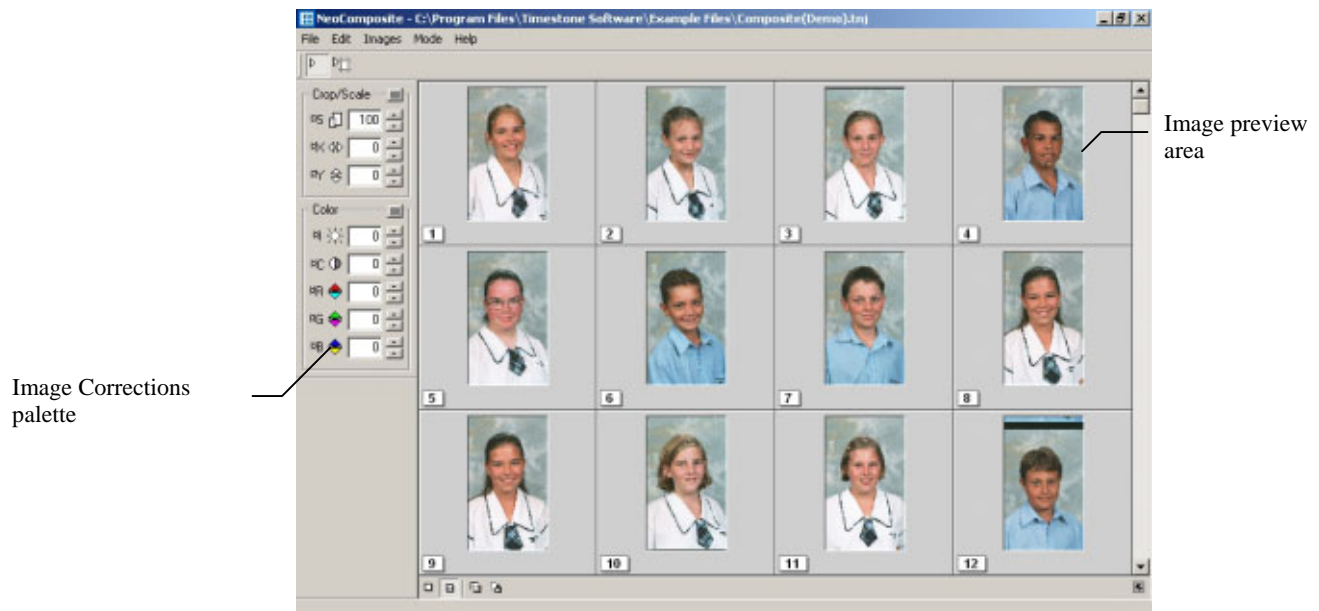 NeoComposite - C:\Program Files\Timestone Software\Example Files\Composite(Demo).tnj
File Edit Images Mode Help
Crop/Scale
S 100
X 0
Y 0
Color
I 0
C 0
R 0
G 0
B 0
1 2 3 4
5 6 7 8
9 10 11 12
Image preview
area
Image Corrections
palette